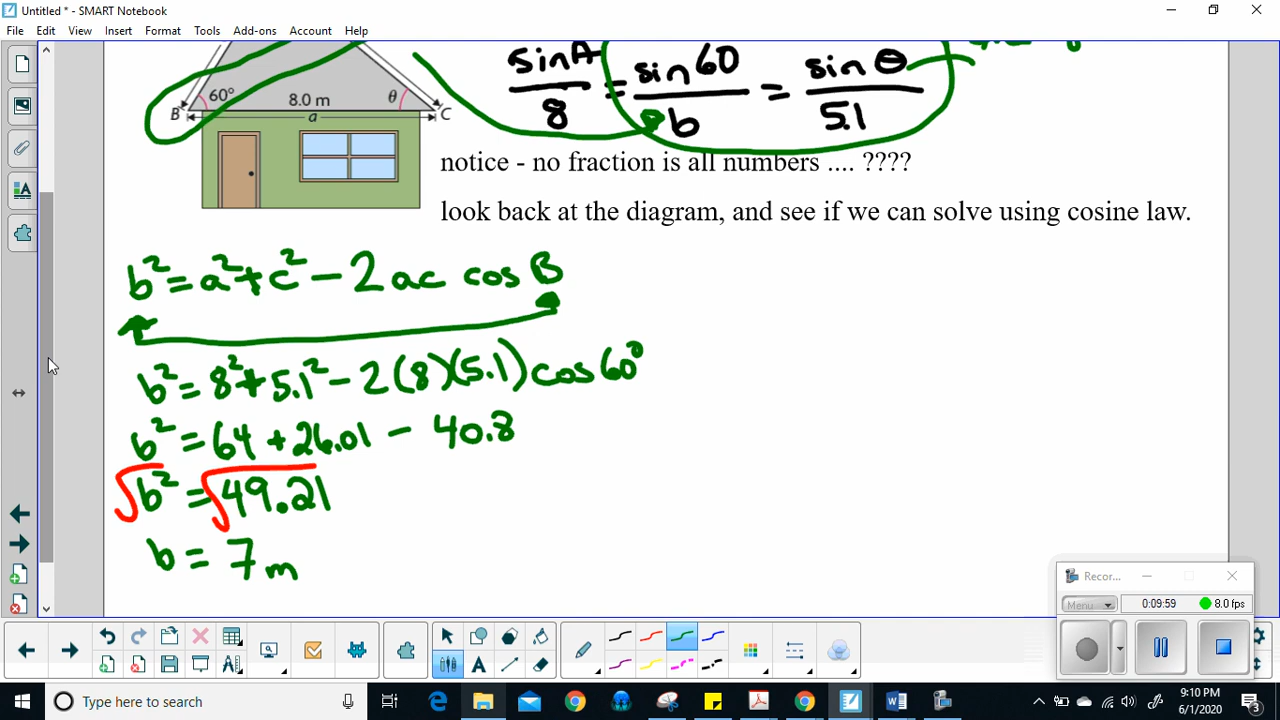 Untitled * - SMART Notebook
File Edit View Insert Format Tools Add-ons Account Help
sinA/8 = sin60/b = sin θ/5.1
60° 8.0 m θ
B a C
notice - no fraction is all numbers .... ????
look back at the diagram, and see if we can solve using cosine law.
b² = a² + c² − 2 ac cos B
b² = 8² + 5.1² − 2 (8)(5.1) cos 60°
b² = 64 + 26.01 − 40.8
√b² = √49.21
b = 7 m
Recor...
Menu 0:09:59 8.0 fps
A
Type here to search
9:10 PM
6/1/2020
3